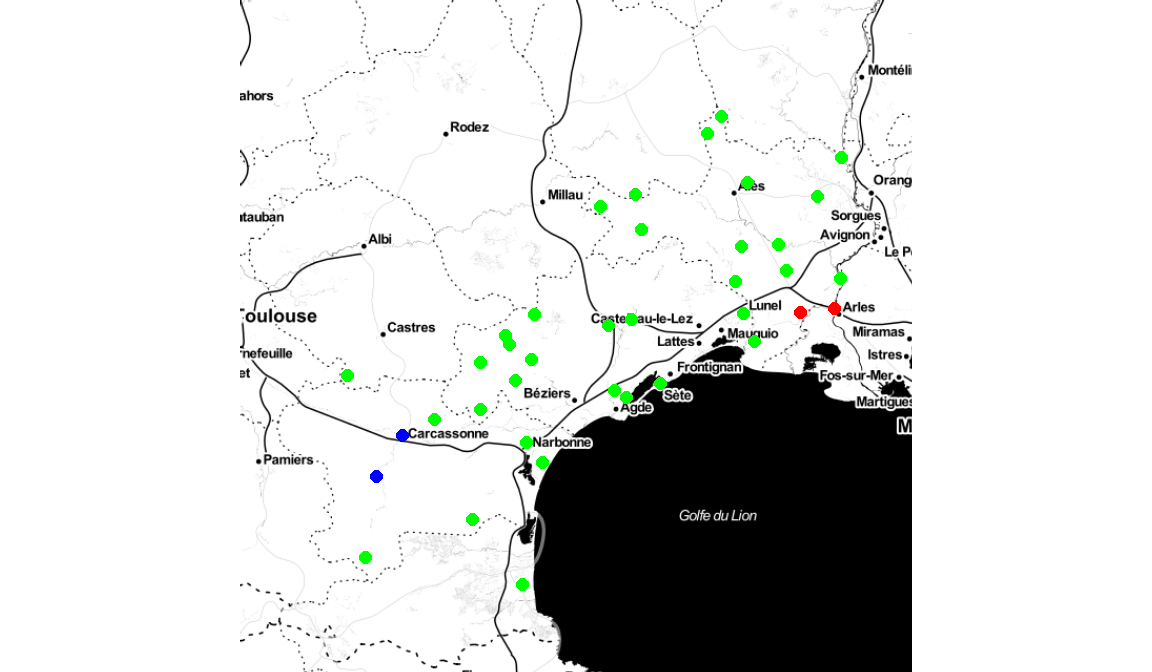 Montéli
ahors
Rodez
Alès
Orang
Millau
Sorgues
tauban
Avignon
Albi
Le P
Lunel
Arles
Toulouse
Castelnau-le-Lez
Castres
Mauguio
Miramas
Lattes
nefeuille
Istres
Frontignan
et
Fos-sur-Mer
Béziers
Sète
Martigues
Agde
M
Carcassonne
Narbonne
Pamiers
Golfe du Lion